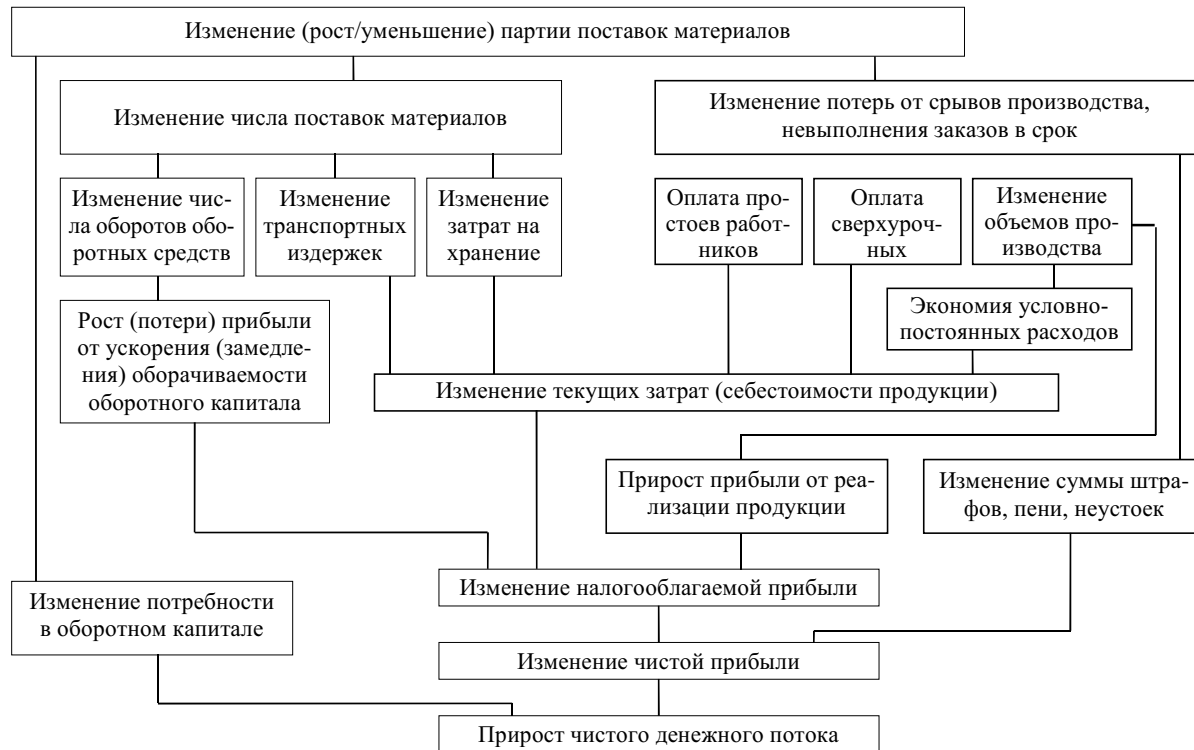 Изменение (рост/уменьшение) партии поставок материалов
Изменение числа поставок материалов
Изменение потерь от срывов производства,
невыполнения заказов в срок
Изменение чис-
ла оборотов обо-
ротных средств
Изменение
транспортных
издержек
Изменение
затрат на
хранение
Оплата про-
стоев работ-
ников
Оплата
сверхуроч-
ных
Изменение
объемов про-
изводства
Рост (потери) прибыли
от ускорения (замедле-
ния) оборачиваемости
оборотного капитала
Экономия условно-
постоянных расходов
Изменение текущих затрат (себестоимости продукции)
Прирост прибыли от реа-
лизации продукции
Изменение суммы штра-
фов, пени, неустоек
Изменение налогооблагаемой прибыли
Изменение потребности
в оборотном капитале
Изменение чистой прибыли
Прирост чистого денежного потока